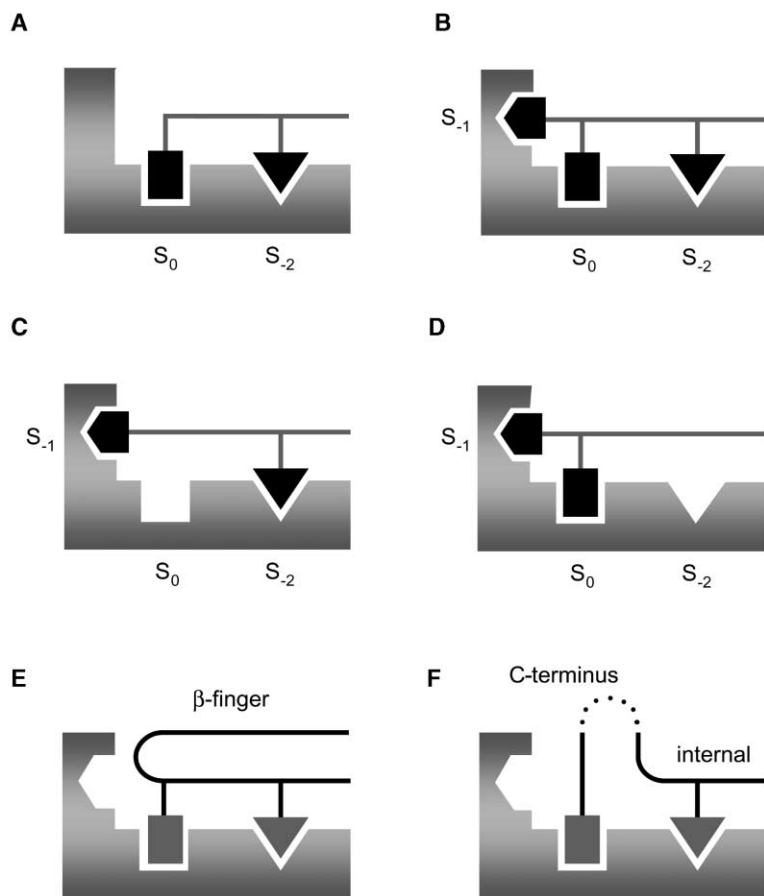 A
B
S-1
S0
S-2
S0
S-2
C
D
S-1
S-1
S0
S-2
S0
S-2
E
F
β-finger
C-terminus
internal